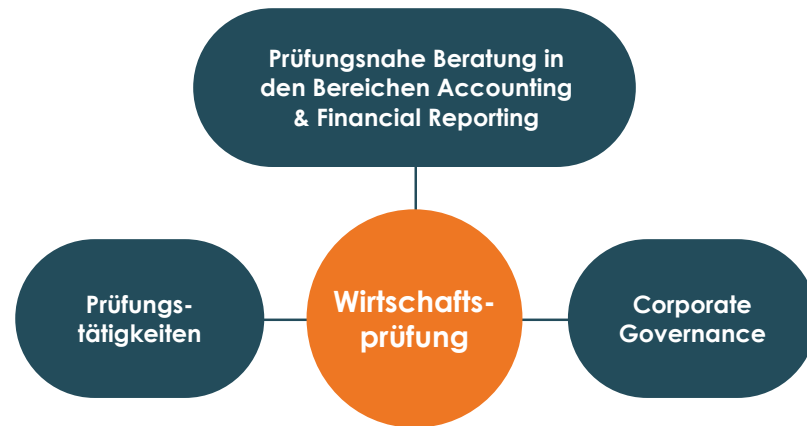 Prüfungsnahe Beratung in
den Bereichen Accounting
& Financial Reporting
Prüfungs-
tätigkeiten
Wirtschafts-
prüfung
Corporate
Governance